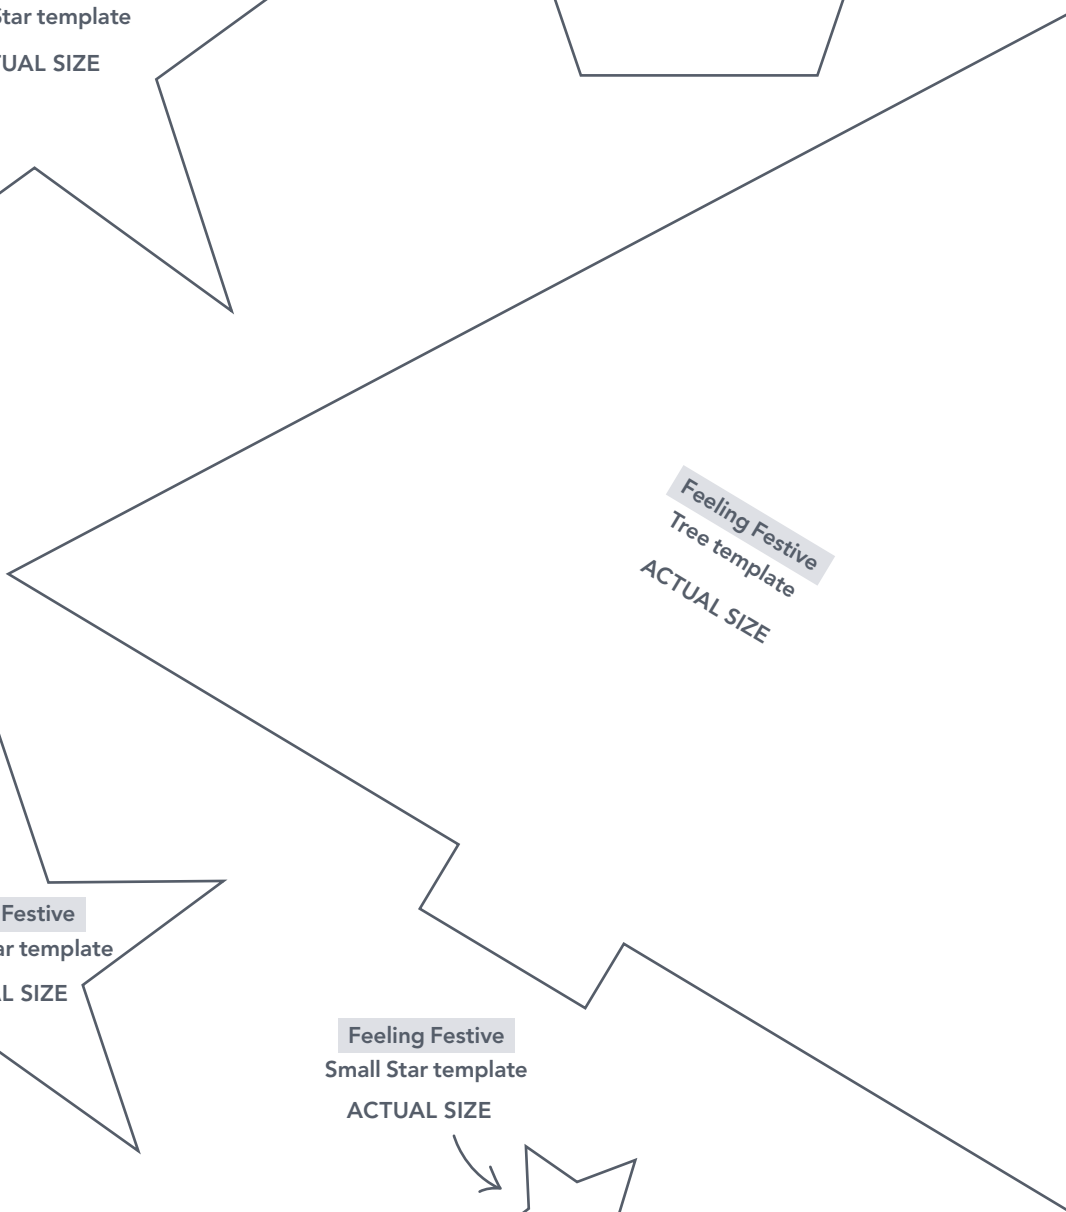 Star template
UAL SIZE
Feeling Festive
Tree template
ACTUAL SIZE
Festive
ar template
L SIZE
Feeling Festive
Small Star template
ACTUAL SIZE